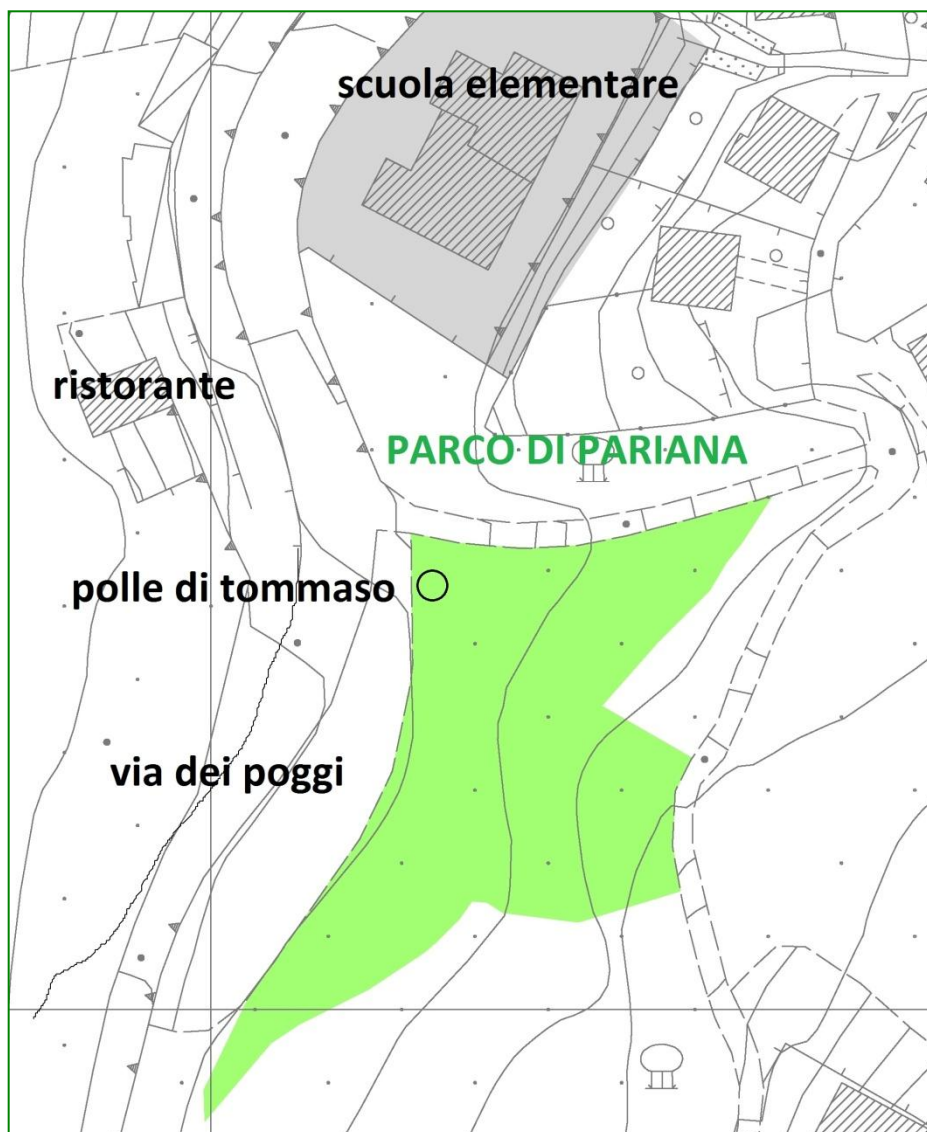 scuola elementare
ristorante
PARCO DI PARIANA
polle di tommaso
via dei poggi